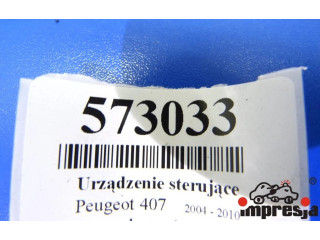 573033
Urządzenie sterujące
Peugeot 407 2004 - 2010
impresja